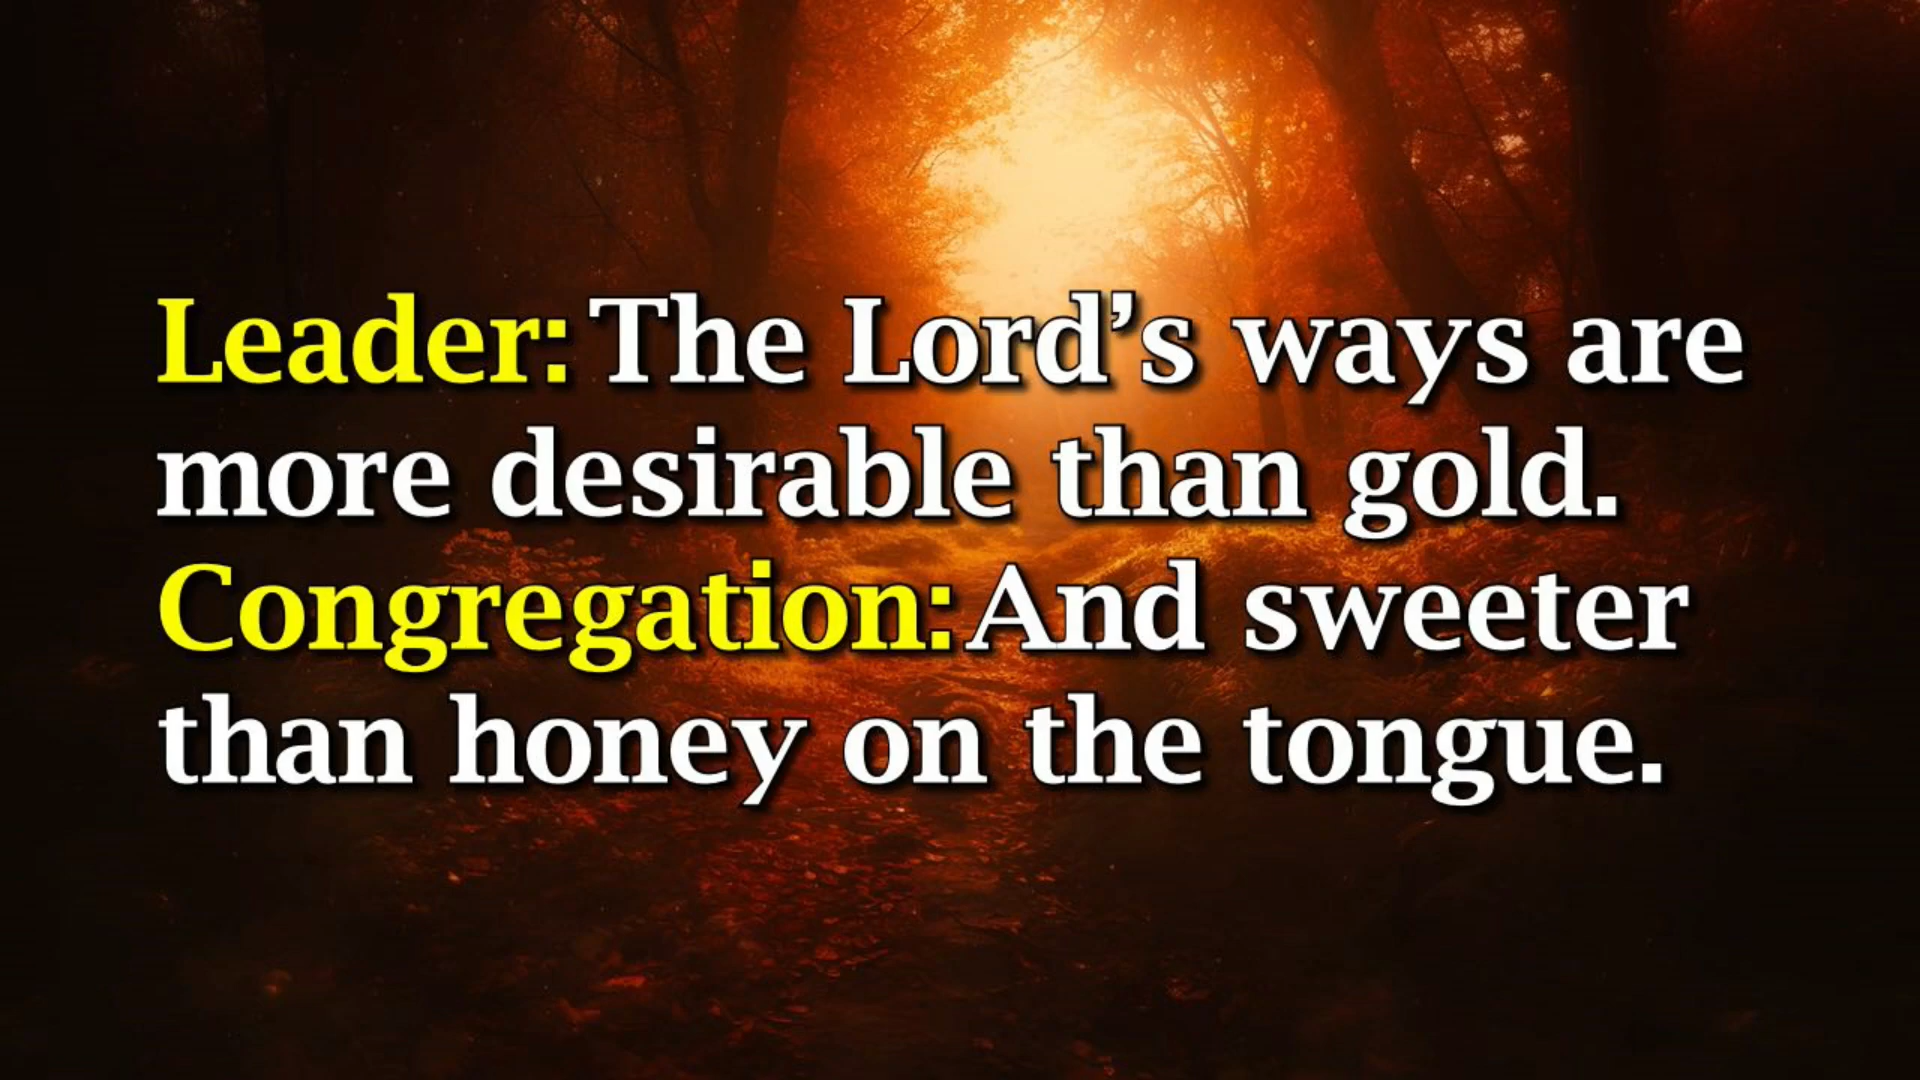 Leader: The Lord’s ways are
more desirable than gold.
Congregation: And sweeter
than honey on the tongue.